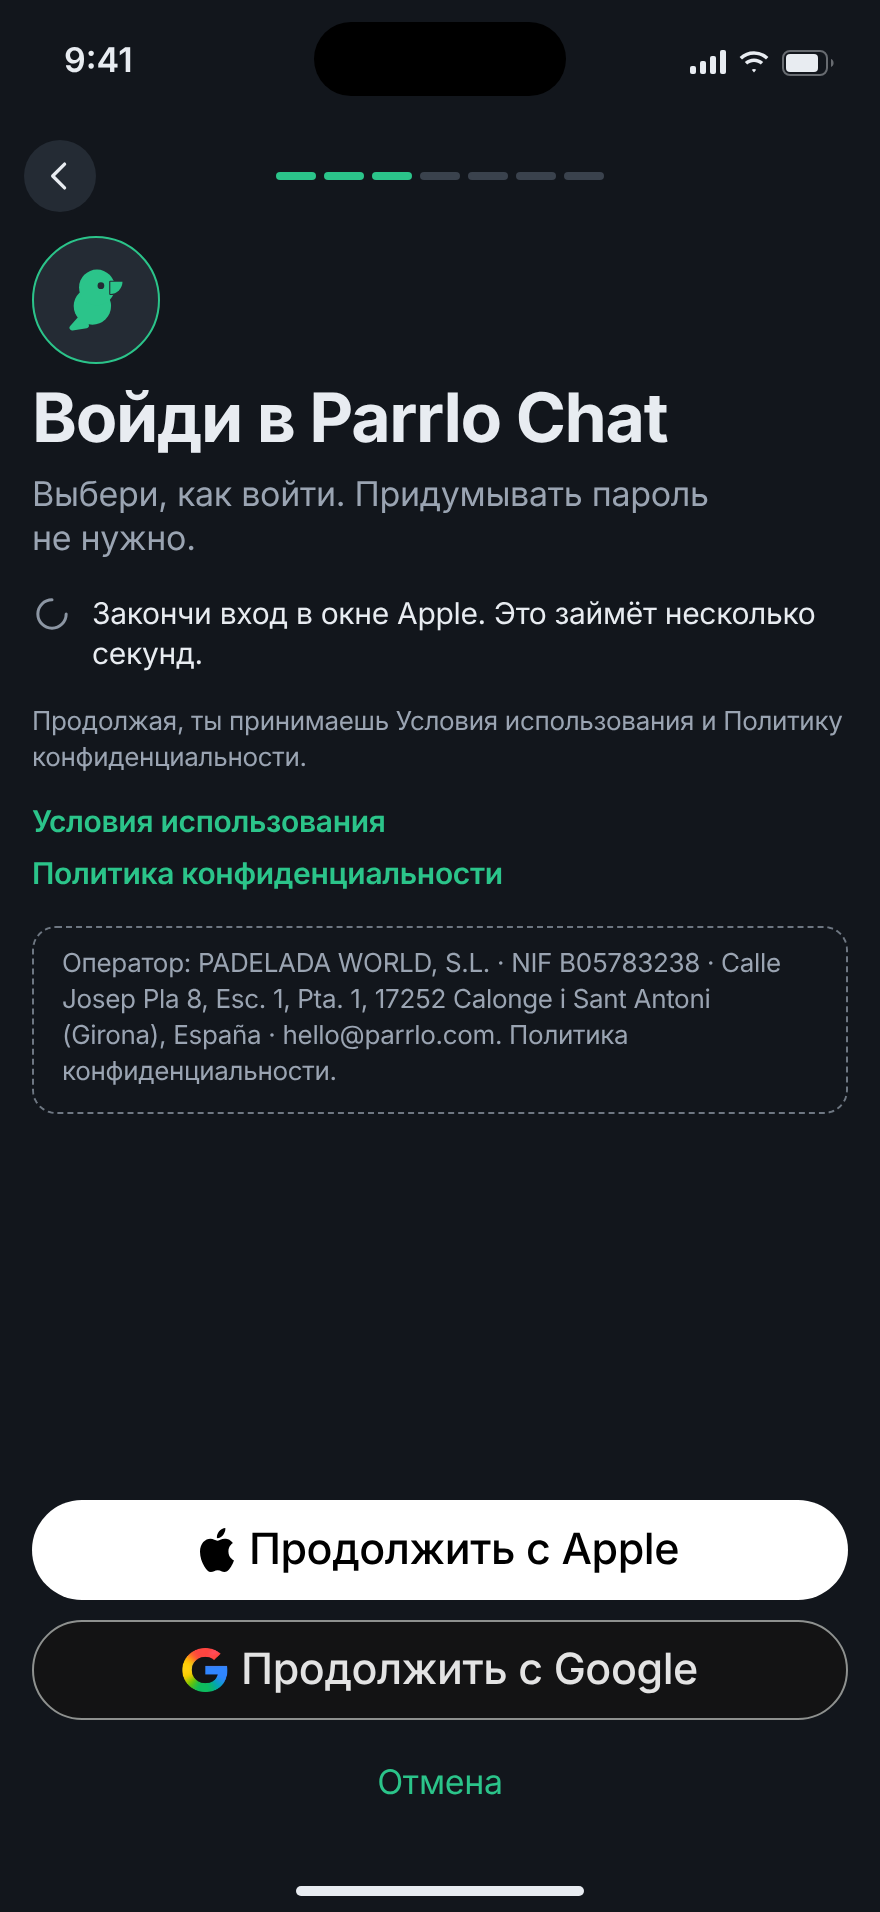 9:41
Войди в Parrlo Chat
Выбери, как войти. Придумывать пароль
не нужно.
Закончи вход в окне Apple. Это займёт несколько
секунд.
Продолжая, ты принимаешь Условия использования и Политику
конфиденциальности.
Условия использования
Политика конфиденциальности
Оператор: PADELADA WORLD, S.L. · NIF B05783238 · Calle
Josep Pla 8, Esc. 1, Pta. 1, 17252 Calonge i Sant Antoni
(Girona), España · hello@parrlo.com. Политика
конфиденциальности.
Продолжить с Apple
Продолжить с Google
Отмена